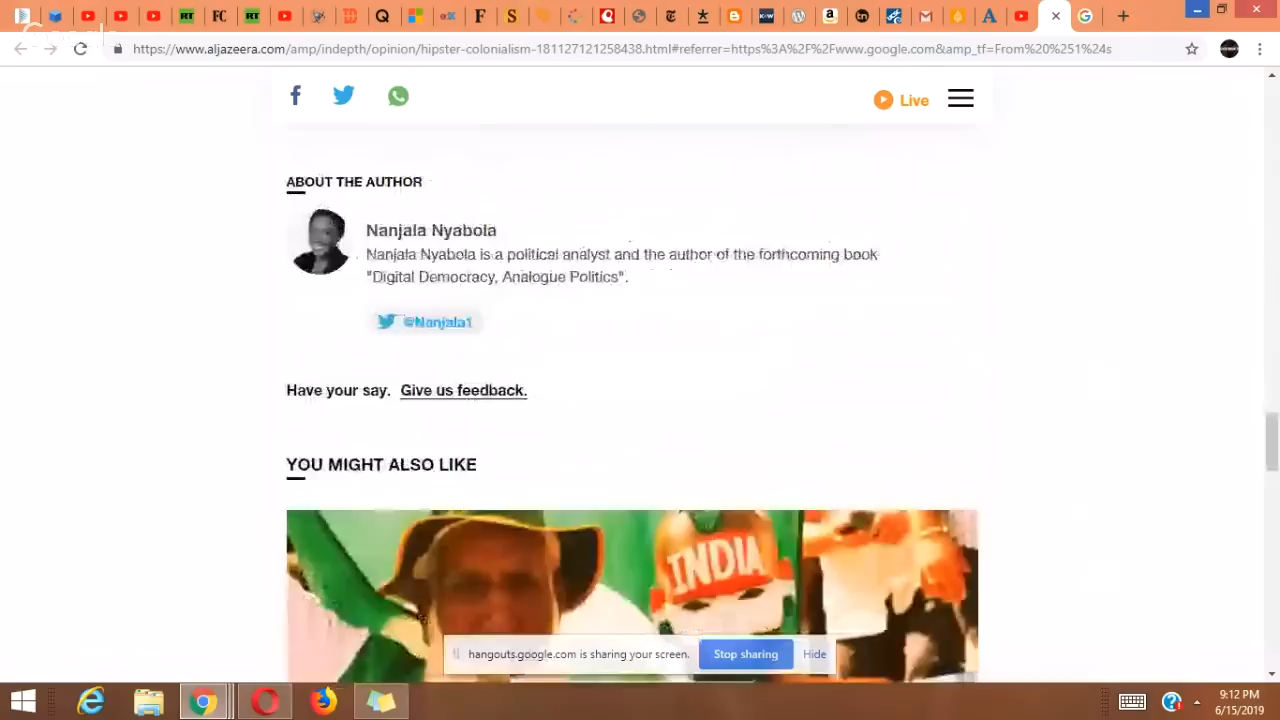 https://www.aljazeera.com/amp/indepth/opinion/hipster-colonialism-181127121258438.html#referrer=https%3A%2F%2Fwww.google.com&amp_tf=From%20%251%24s
Live
ABOUT THE AUTHOR
Nanjala Nyabola
Nanjala Nyabola is a political analyst and the author of the forthcoming book
"Digital Democracy, Analogue Politics".
@Nanjala1
Have your say. Give us feedback.
YOU MIGHT ALSO LIKE
INDIA
hangouts.google.com is sharing your screen. Stop sharing Hide
9:12 PM
6/15/2019